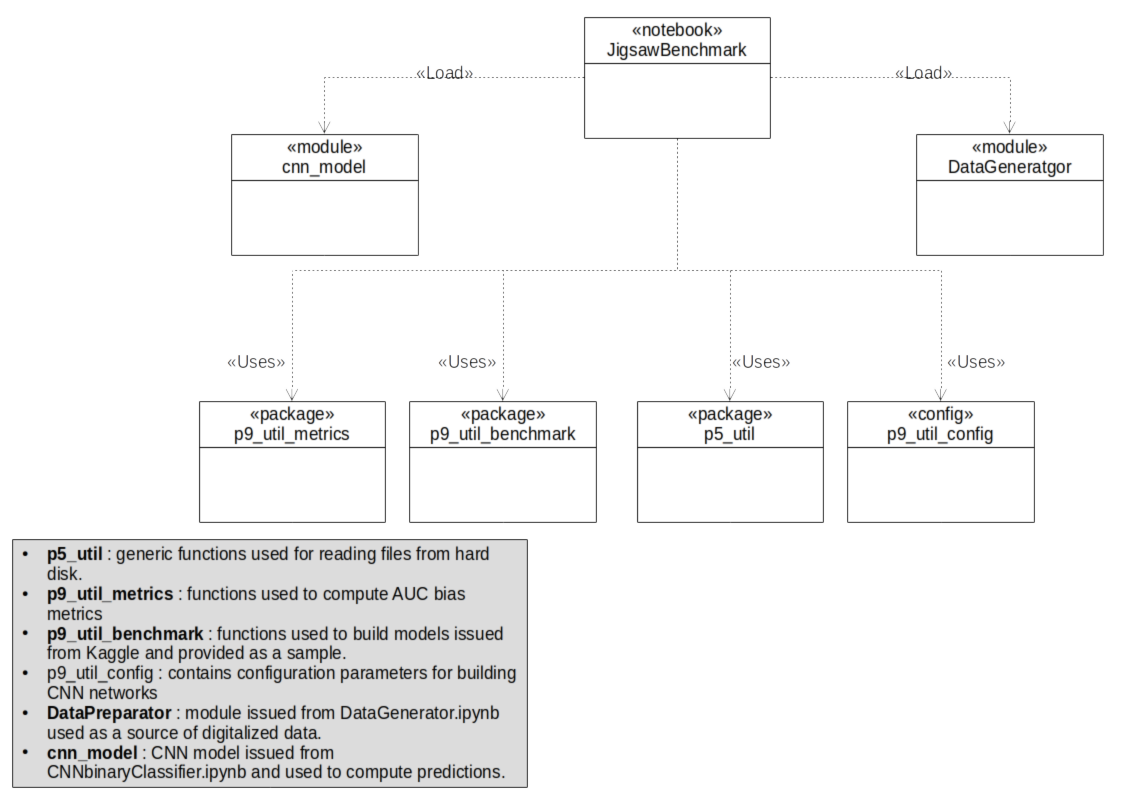 «notebook»
JigsawBenchmark
«Load»
«Load»
«module»
cnn_model
«module»
DataGeneratgor
«Uses»
«Uses»
«Uses»
«Uses»
«package»
p9_util_metrics
«package»
p9_util_benchmark
«package»
p5_util
«config»
p9_util_config
• p5_util : generic functions used for reading files from hard
disk.
• p9_util_metrics : functions used to compute AUC bias
metrics
• p9_util_benchmark : functions used to build models issued
from Kaggle and provided as a sample.
• p9_util_config : contains configuration parameters for building
CNN networks
• DataPreparator : module issued from DataGenerator.ipynb
used as a source of digitalized data.
• cnn_model : CNN model issued from
CNNbinaryClassifier.ipynb and used to compute predictions.